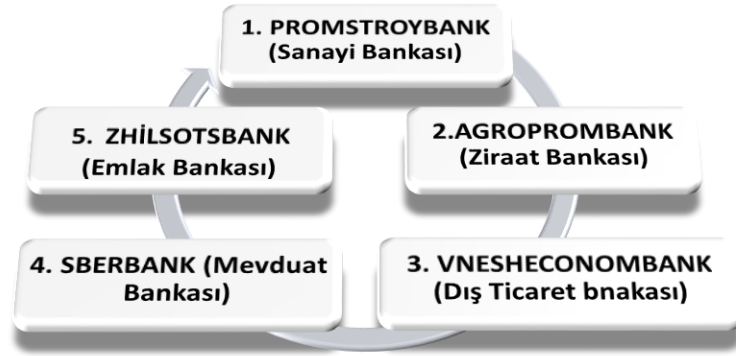 1. PROMSTROYBANK
(Sanayi Bankası)
2.AGROPROMBANK
(Ziraat Bankası)
3. VNESHECONOMBANK
(Dış Ticaret bnakası)
4. SBERBANK (Mevduat
Bankası)
5. ZHİLSOTSBANK
(Emlak Bankası)